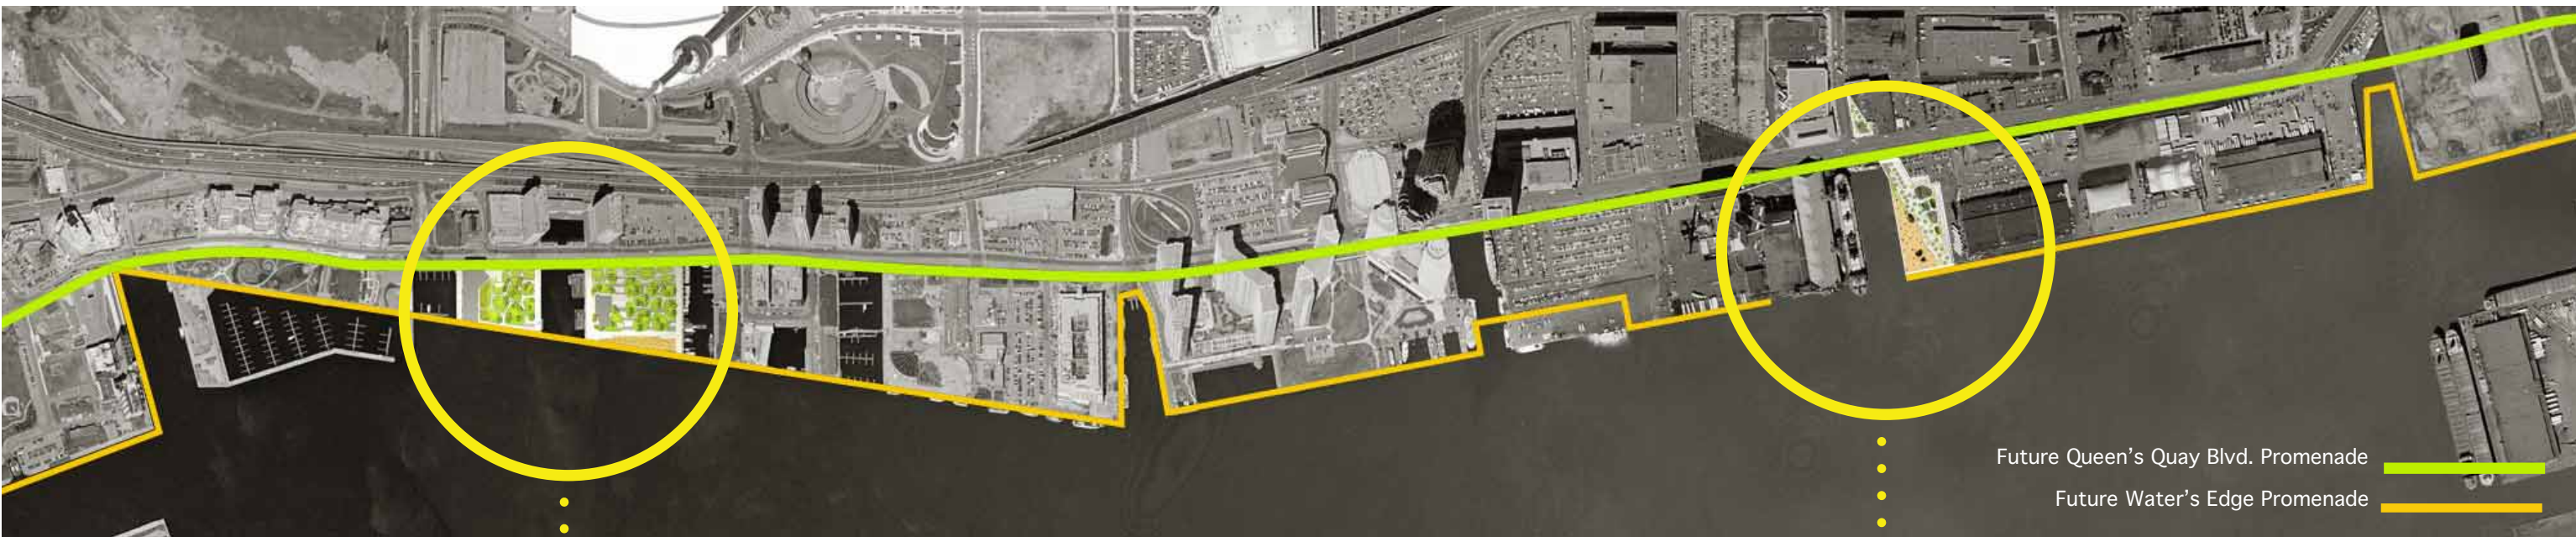 Future Queen's Quay Blvd. Promenade
Future Water's Edge Promenade